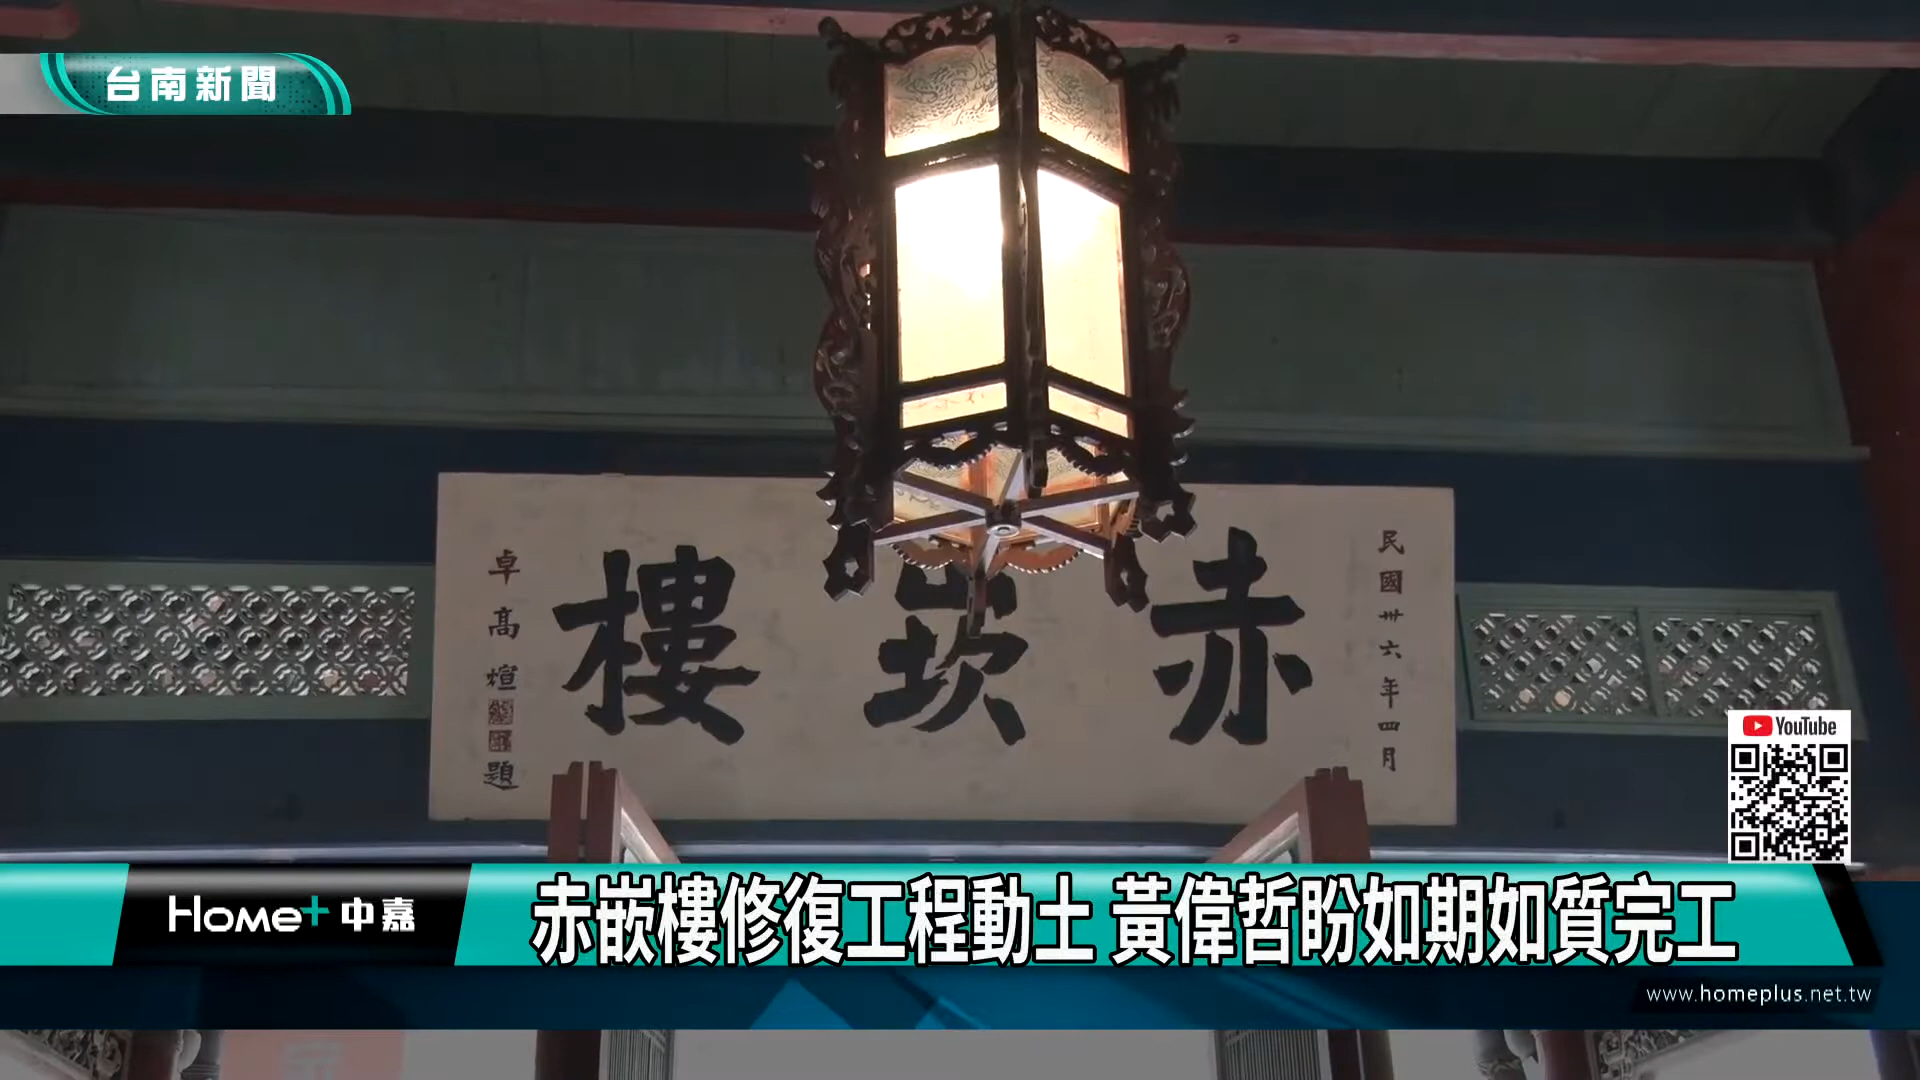 台南新聞
民國卅六年四月
赤崁樓
卓高煊題
YouTube
Home+ 中嘉
赤嵌樓修復工程動土 黃偉哲盼如期如質完工
www.homeplus.net.tw